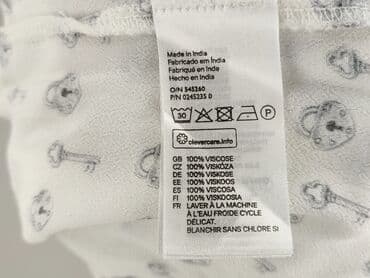 Made in India
Fabricado em Índia
Fabriqué en Inde
Hecho en India
O/N 545260
P/N 0245235 D
30
P
clevercare.info
GB 100% VISCOSE
CZ 100% VISKÓZA
DE 100% VISKOSE
EE 100% VISKOOS
ES 100% VISCOSA
FI 100% VISKOOSIA
FR LAVER À LA MACHINE
À L'EAU FROIDE CYCLE
DÉLICAT.
BLANCHIR SANS CHLORE SI